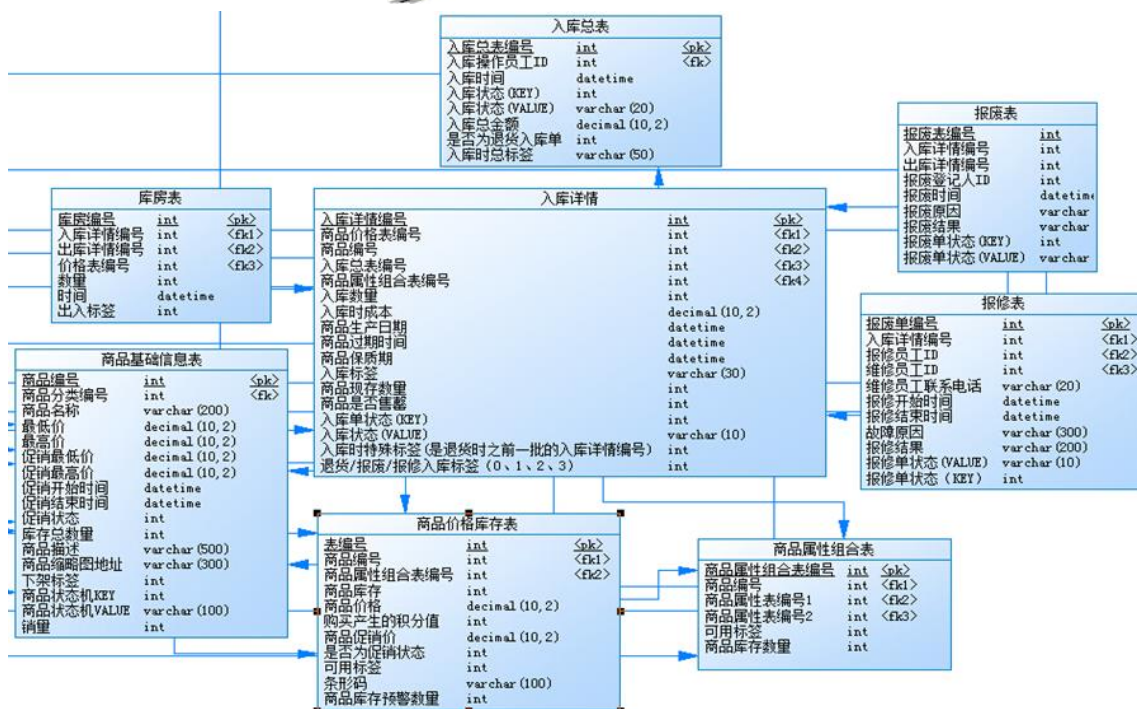 入库总表
入库总表编号 int <pk>
入库操作员工ID int <fk>
入库时间 datetime
入库状态(KEY) int
入库状态(VALUE) varchar(20)
入库总金额 decimal(10,2)
是否为退货入库单 int
入库时总标签 varchar(50)
报废表
报废表编号 int
入库详情编号 int
出库详情编号 int
报废登记人ID int
报废时间 datetime
报废原因 varchar
报废结果 varchar
报废单状态(KEY) int
报废单状态(VALUE) varchar
库房表
库房编号 int <pk>
入库详情编号 int <fk1>
出库详情编号 int <fk2>
价格表编号 int <fk3>
数量 int
时间 datetime
出入标签 int
入库详情
入库详情编号 int <pk>
商品价格表编号 int <fk1>
商品编号 int <fk2>
入库总表编号 int <fk3>
商品属性组合表编号 int <fk4>
入库数量 int
入库时成本 decimal(10,2)
商品生产日期 datetime
商品过期时间 datetime
商品保质期 datetime
入库标签 varchar(30)
商品现存数量 int
商品是否售罄 int
入库单状态(KEY) int
入库状态(VALUE) varchar(10)
入库时特殊标签(是退货时之前一批的入库详情编号) int
退货/报废/报修入库标签(0、1、2、3) int
报修表
报废单编号 int <pk>
入库详情编号 int <fk1>
报修员工ID int <fk2>
维修员工ID int <fk3>
维修员工联系电话 varchar(20)
报修开始时间 datetime
报修结束时间 datetime
故障原因 varchar(300)
报修结果 varchar(200)
报修单状态(VALUE) varchar(10)
报修单状态(KEY) int
商品基础信息表
商品编号 int <pk>
商品分类编号 int <fk>
商品名称 varchar(200)
最低价 decimal(10,2)
最高价 decimal(10,2)
促销最低价 decimal(10,2)
促销最高价 decimal(10,2)
促销开始时间 datetime
促销结束时间 datetime
促销状态 int
库存总数量 int
商品描述 varchar(500)
商品缩略图地址 varchar(300)
下架标签 int
商品状态机KEY int
商品状态机VALUE varchar(100)
销量 int
商品价格库存表
表编号 int <pk>
商品编号 int <fk1>
商品属性组合表编号 int <fk2>
商品库存 int
商品价格 decimal(10,2)
购买产生的积分值 int
商品促销价 decimal(10,2)
是否为促销状态 int
可用标签 int
条形码 varchar(100)
商品库存预警数量 int
商品属性组合表
商品属性组合表编号 int <pk>
商品编号 int <fk1>
商品属性表编号1 int <fk2>
商品属性表编号2 int <fk3>
可用标签 int
商品库存数量 int